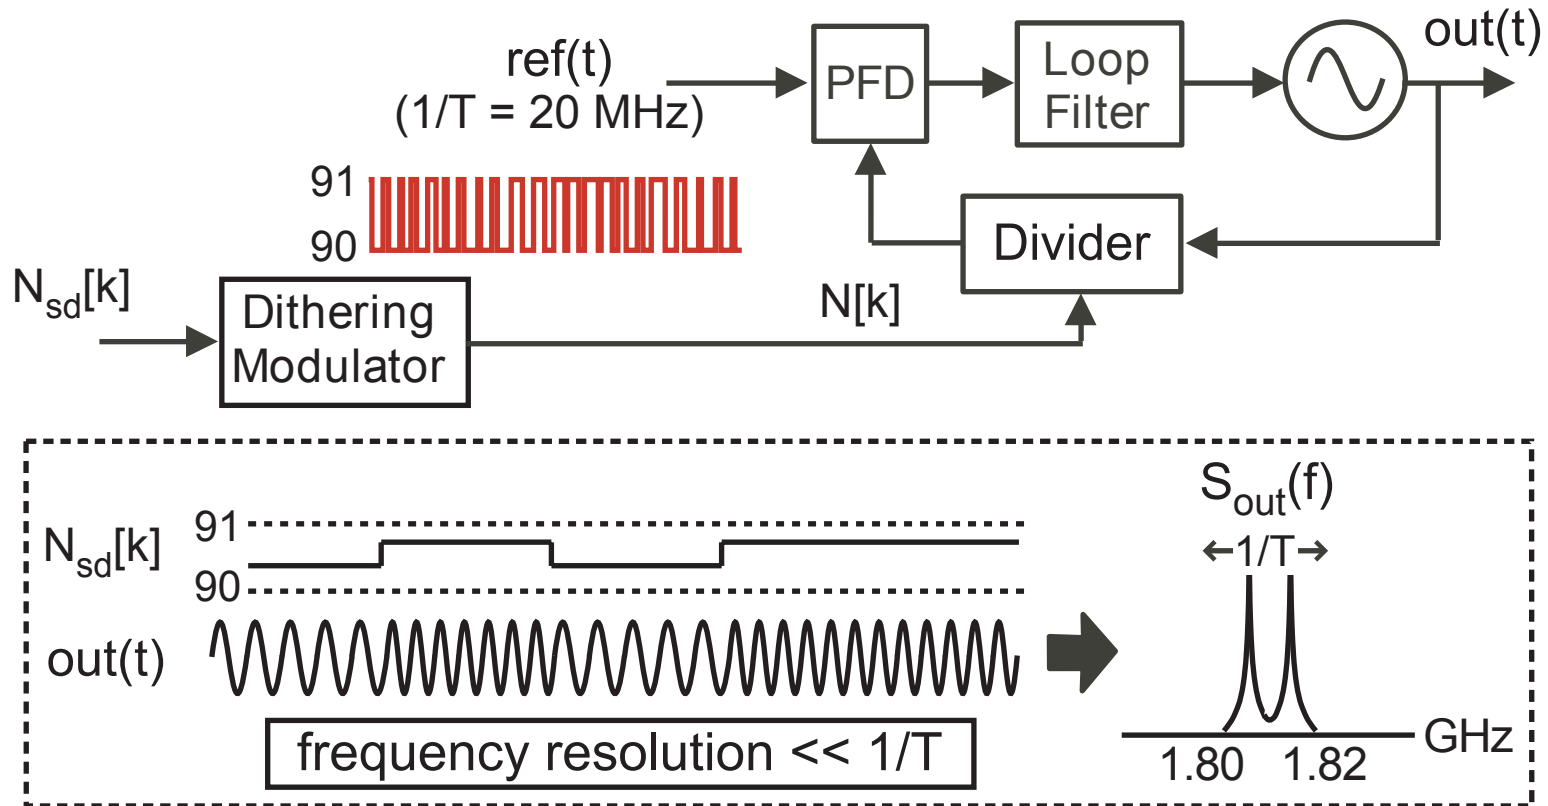 out(t)
ref(t)
(1/T = 20 MHz)
PFD
Loop
Filter
91
90
Divider
N_sd[k]
Dithering
Modulator
N[k]
S_out(f)
1/T
91
N_sd[k]
90
out(t)
frequency resolution << 1/T
GHz
1.80 1.82